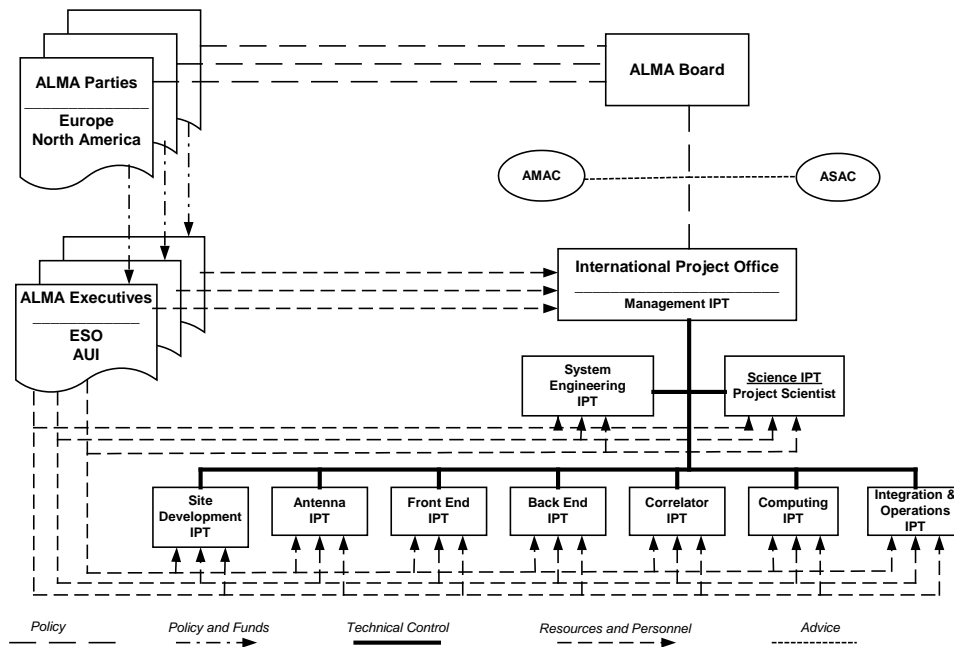 ALMA Parties
Europe
North America
ALMA Board
AMAC
ASAC
ALMA Executives
ESO
AUI
International Project Office
Management IPT
System
Engineering
IPT
Science IPT
Project Scientist
Site
Development
IPT
Antenna
IPT
Front End
IPT
Back End
IPT
Correlator
IPT
Computing
IPT
Integration &
Operations
IPT
Policy
Policy and Funds
Technical Control
Resources and Personnel
Advice